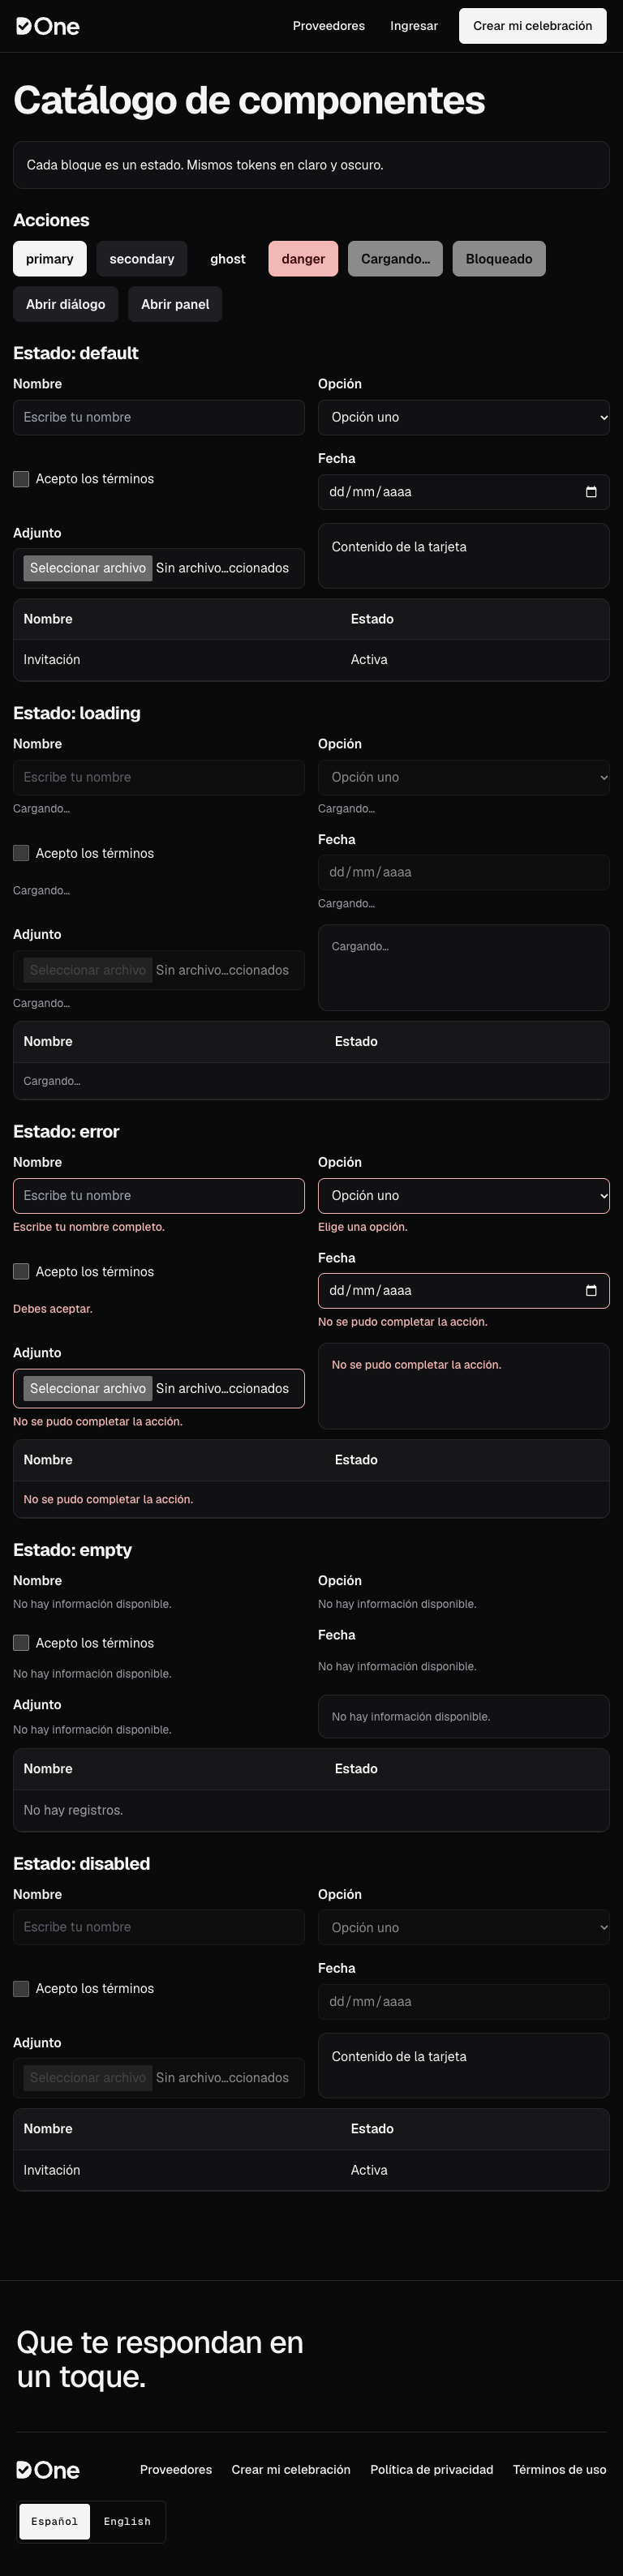 One
Proveedores
Ingresar
Crear mi celebración
Catálogo de componentes
Cada bloque es un estado. Mismos tokens en claro y oscuro.
Acciones
primary
secondary
ghost
danger
Cargando…
Bloqueado
Abrir diálogo
Abrir panel
Estado: default
Nombre
Opción
Escribe tu nombre
Opción uno
Acepto los términos
Fecha
dd/mm/aaaa
Adjunto
Seleccionar archivo Sin archivo…ccionados
Contenido de la tarjeta
Nombre
Estado
Invitación
Activa
Estado: loading
Nombre
Opción
Escribe tu nombre
Opción uno
Cargando…
Cargando…
Acepto los términos
Fecha
dd/mm/aaaa
Cargando…
Cargando…
Adjunto
Seleccionar archivo Sin archivo…ccionados
Cargando…
Cargando…
Nombre
Estado
Cargando…
Estado: error
Nombre
Opción
Escribe tu nombre
Opción uno
Escribe tu nombre completo.
Elige una opción.
Acepto los términos
Fecha
dd/mm/aaaa
Debes aceptar.
No se pudo completar la acción.
Adjunto
Seleccionar archivo Sin archivo…ccionados
No se pudo completar la acción.
No se pudo completar la acción.
Nombre
Estado
No se pudo completar la acción.
Estado: empty
Nombre
Opción
No hay información disponible.
No hay información disponible.
Acepto los términos
Fecha
No hay información disponible.
No hay información disponible.
Adjunto
No hay información disponible.
No hay información disponible.
Nombre
Estado
No hay registros.
Estado: disabled
Nombre
Opción
Escribe tu nombre
Opción uno
Acepto los términos
Fecha
dd/mm/aaaa
Adjunto
Seleccionar archivo Sin archivo…ccionados
Contenido de la tarjeta
Nombre
Estado
Invitación
Activa
Que te respondan en
un toque.
One
Proveedores
Crear mi celebración
Política de privacidad
Términos de uso
Español
English